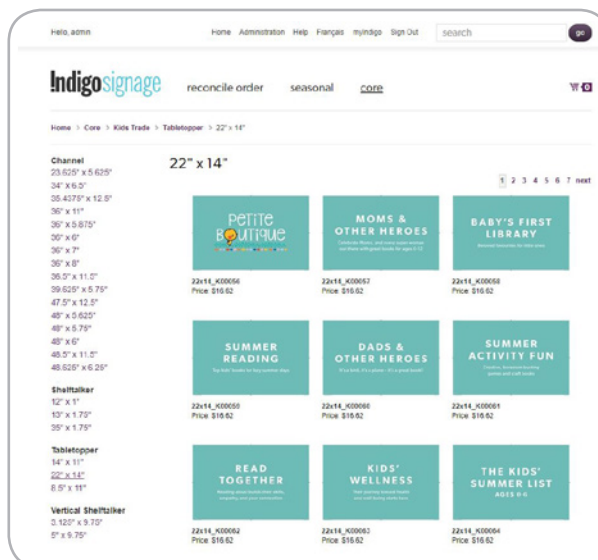 Hello, admin
Home Administration Help Français myIndigo Sign Out
search
go
Indigosignage
reconcile order seasonal core
0
Home > Core > Kids Trade > Tabletopper > 22" x 14"
Channel
23.625" x 5.625"
34" x 6.5"
35.4375" x 12.5"
36" x 11"
36" x 5.875"
36" x 6"
36" x 7"
36" x 8"
36.5" x 11.5"
39.625" x 5.75"
47.5" x 12.5"
48" x 5.625"
48" x 5.75"
48" x 6"
48.5" x 11.5"
48.625" x 6.25"
Shelftalker
12" x 1"
13" x 1.75"
35" x 1.75"
Tabletopper
14" x 11"
22" x 14"
8.5" x 11"
Vertical Shelftalker
3.125" x 9.75"
5" x 9.75"
22" x 14"
1 2 3 4 5 6 7 next
PETITE
BOUTIQUE
22x14_K00056
Price: $16.62
MOMS &
OTHER HEROES
22x14_K00057
Price: $16.62
BABY'S FIRST
LIBRARY
22x14_K00058
Price: $16.62
SUMMER
READING
Top kids' books for lazy summer days
22x14_K00059
Price: $16.62
DADS &
OTHER HEROES
22x14_K00060
Price: $16.62
SUMMER
ACTIVITY FUN
22x14_K00061
Price: $16.62
READ
TOGETHER
22x14_K00062
Price: $16.62
KIDS'
WELLNESS
22x14_K00063
Price: $16.62
THE KIDS'
SUMMER LIST
AGES 0-6
22x14_K00064
Price: $16.62